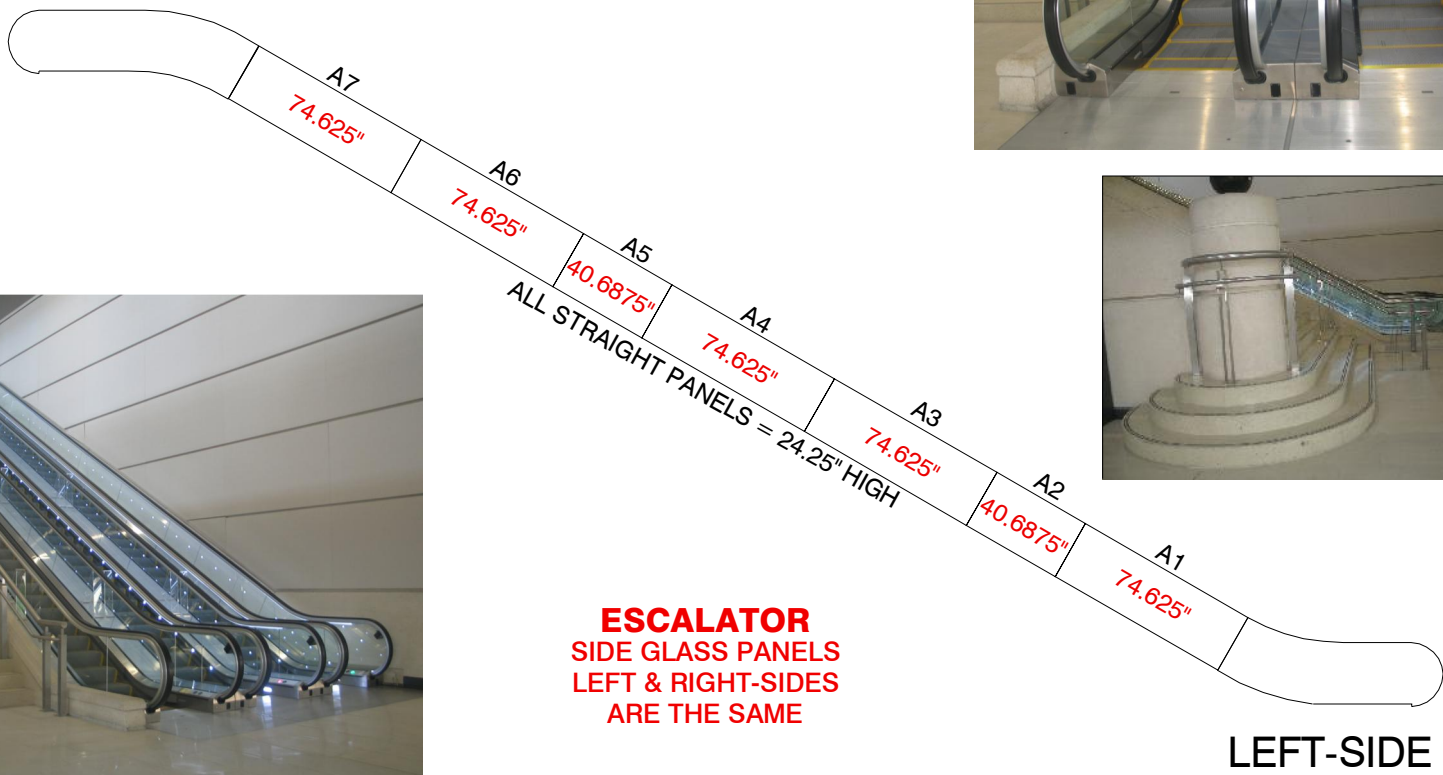 A7
74.625"
A6
74.625"
A5
40.6875"
A4
74.625"
A3
74.625"
A2
40.6875"
A1
74.625"
ALL STRAIGHT PANELS = 24.25" HIGH
ESCALATOR
SIDE GLASS PANELS
LEFT & RIGHT-SIDES
ARE THE SAME
LEFT-SIDE